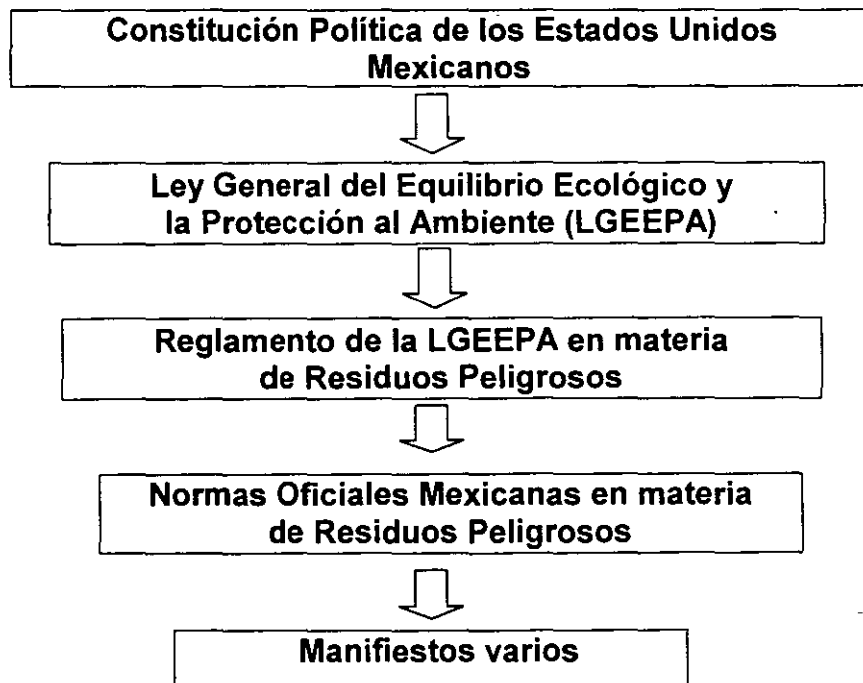 Constitución Política de los Estados Unidos
Mexicanos
Ley General del Equilibrio Ecológico y
la Protección al Ambiente (LGEEPA)
Reglamento de la LGEEPA en materia
de Residuos Peligrosos
Normas Oficiales Mexicanas en materia
de Residuos Peligrosos
Manifiestos varios